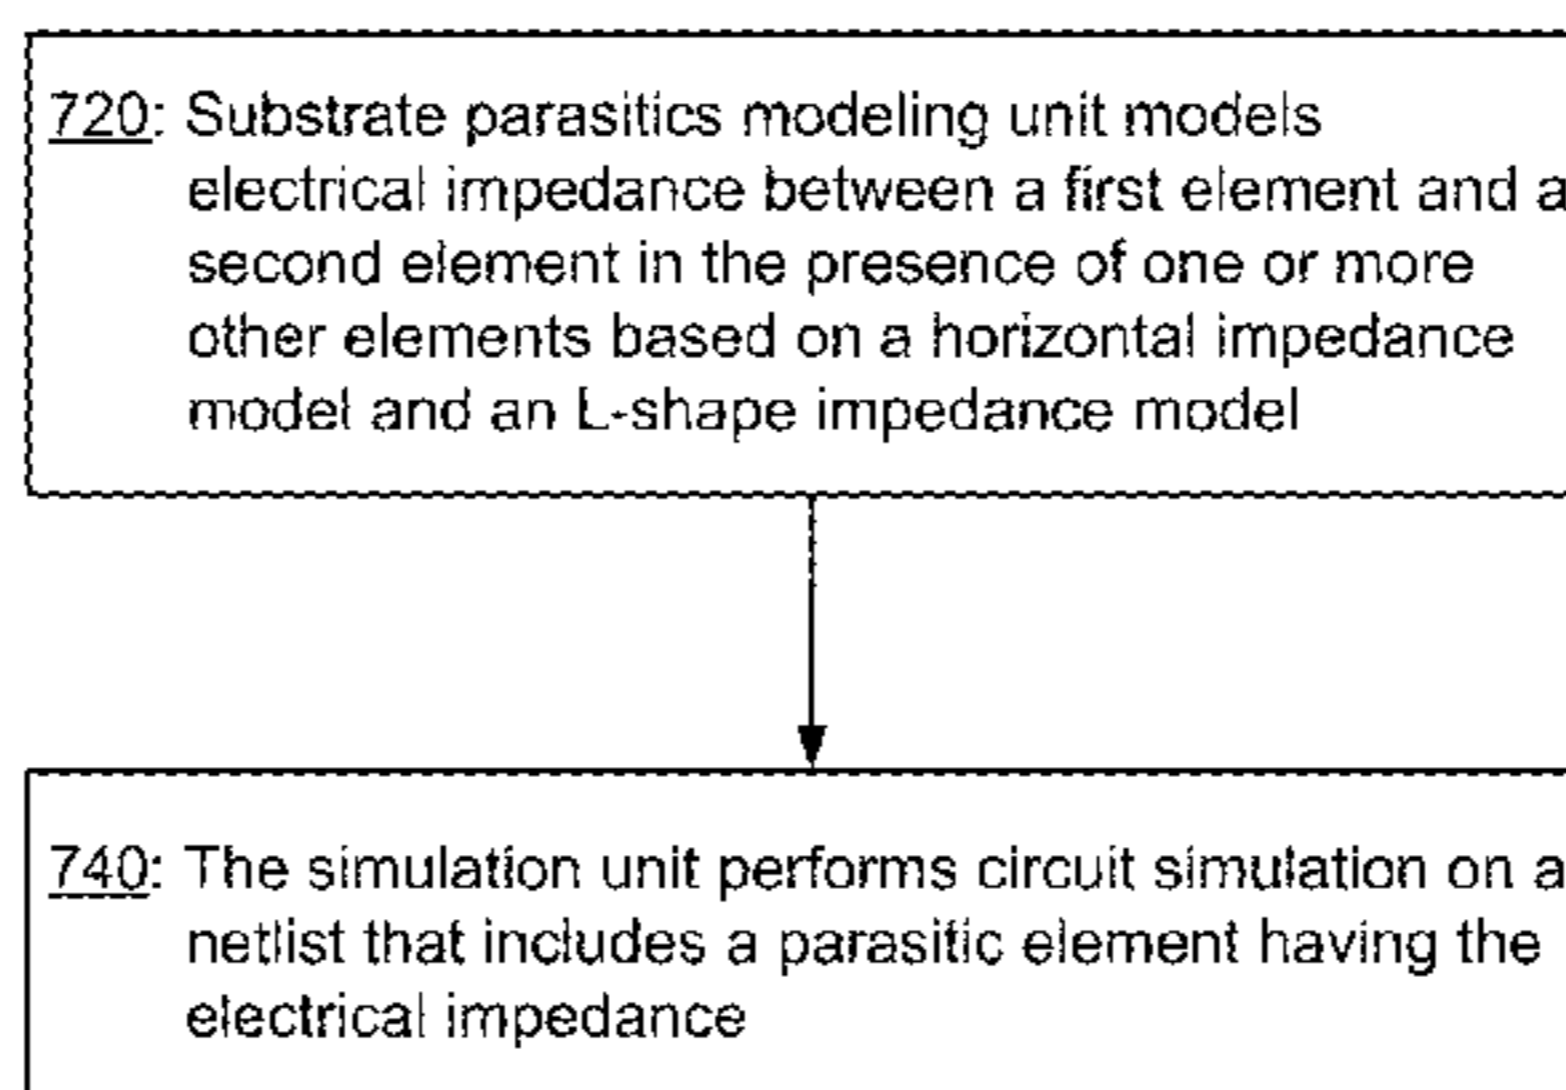 720: Substrate parasitics modeling unit models
electrical impedance between a first element and a
second element in the presence of one or more
other elements based on a horizontal impedance
model and an L-shape impedance model
740: The simulation unit performs circuit simulation on a
netlist that includes a parasitic element having the
electrical impedance